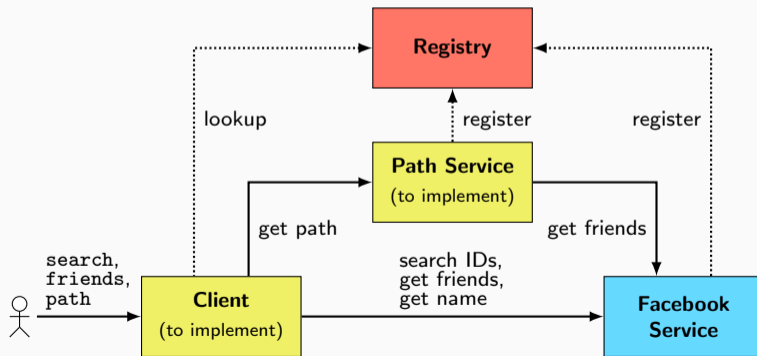 Registry
lookup
register
register
Path Service
(to implement)
get path
get friends
search,
friends,
path
search IDs,
get friends,
get name
Client
(to implement)
Facebook
Service